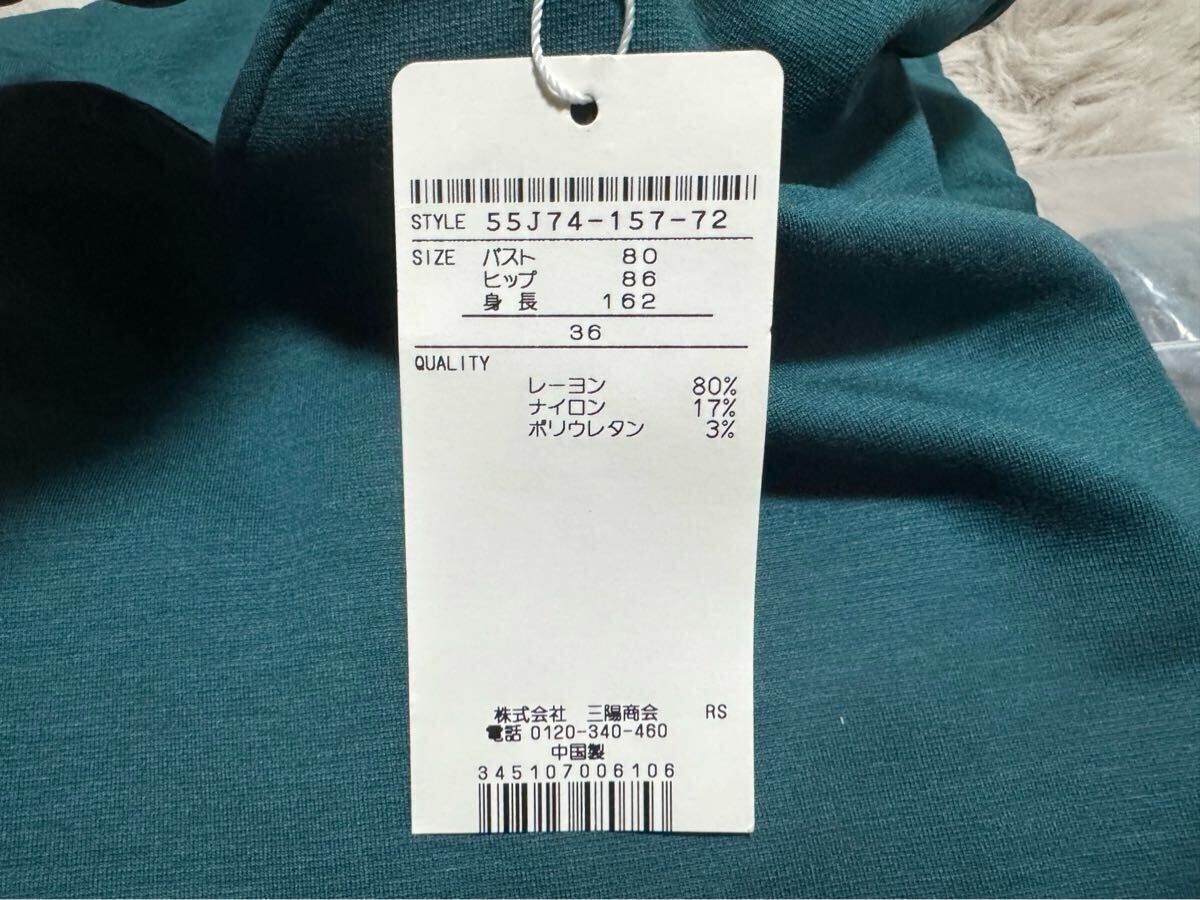 STYLE 55J74-157-72
SIZE バスト 80
ヒップ 86
身長 162
36
QUALITY
レーヨン 80%
ナイロン 17%
ポリウレタン 3%
株式会社 三陽商会 RS
電話 0120-340-460
中国製
345107006106